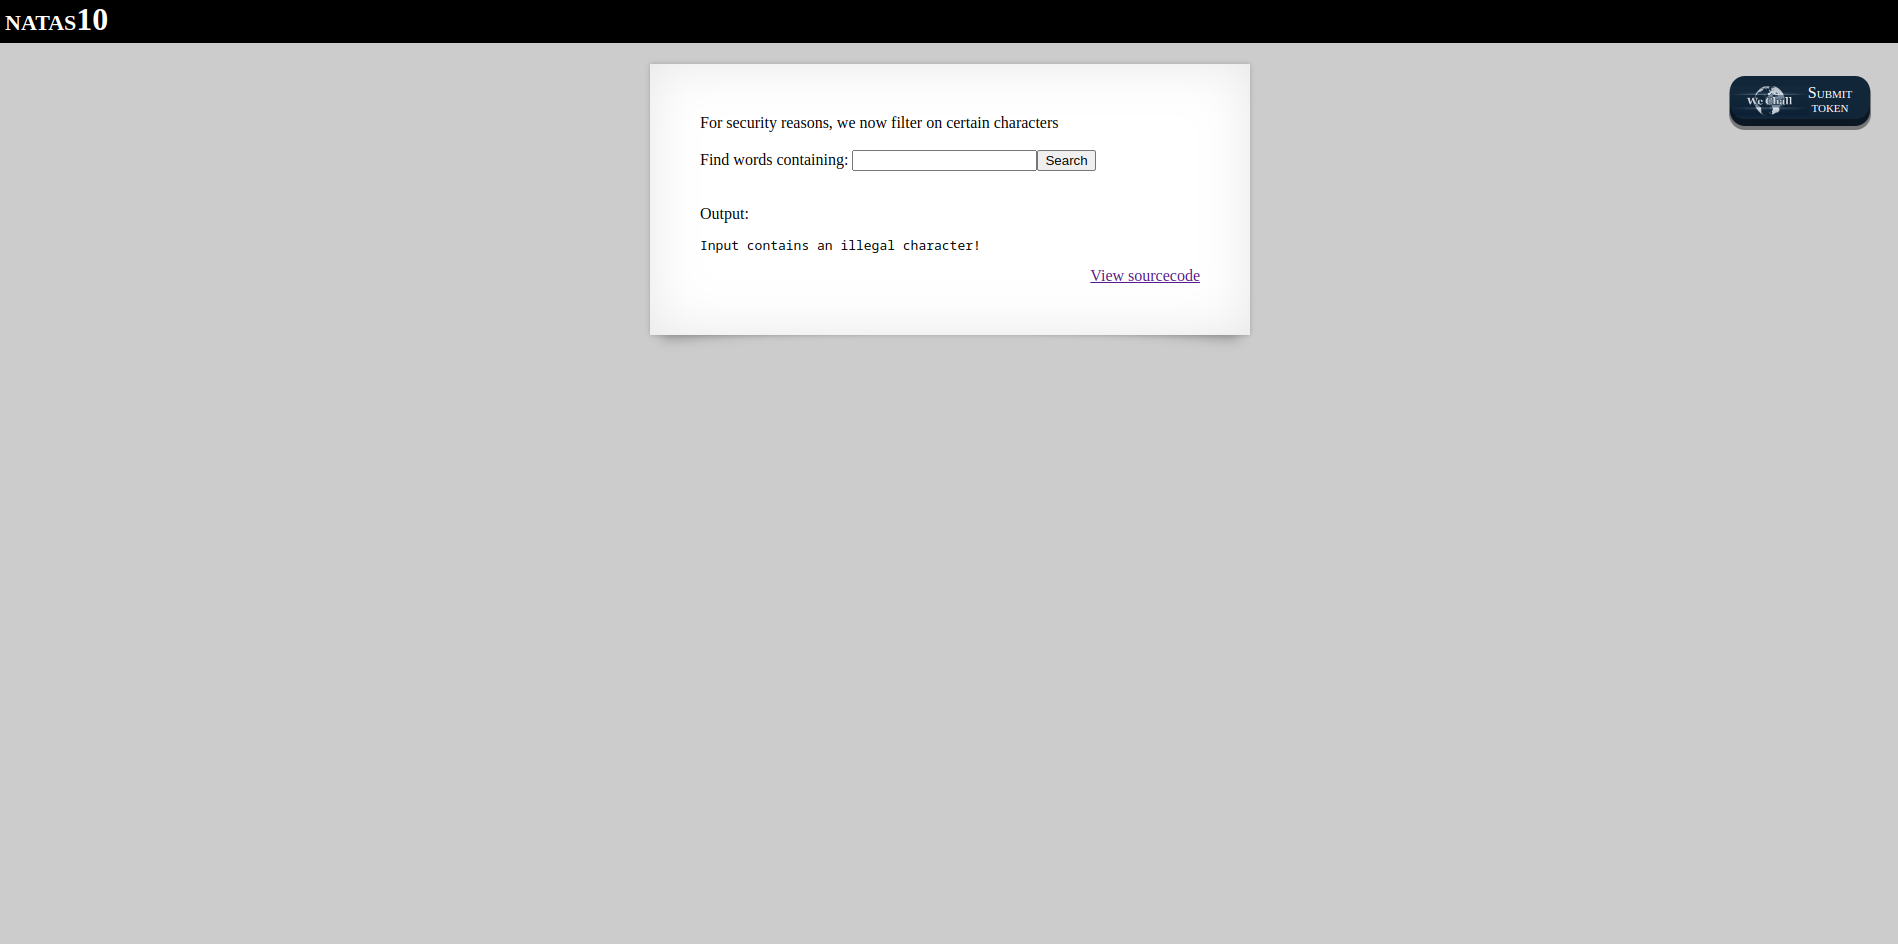 NATAS10
We Chall
SUBMIT
TOKEN
For security reasons, we now filter on certain characters
Find words containing: Search
Output:
Input contains an illegal character!
View sourcecode